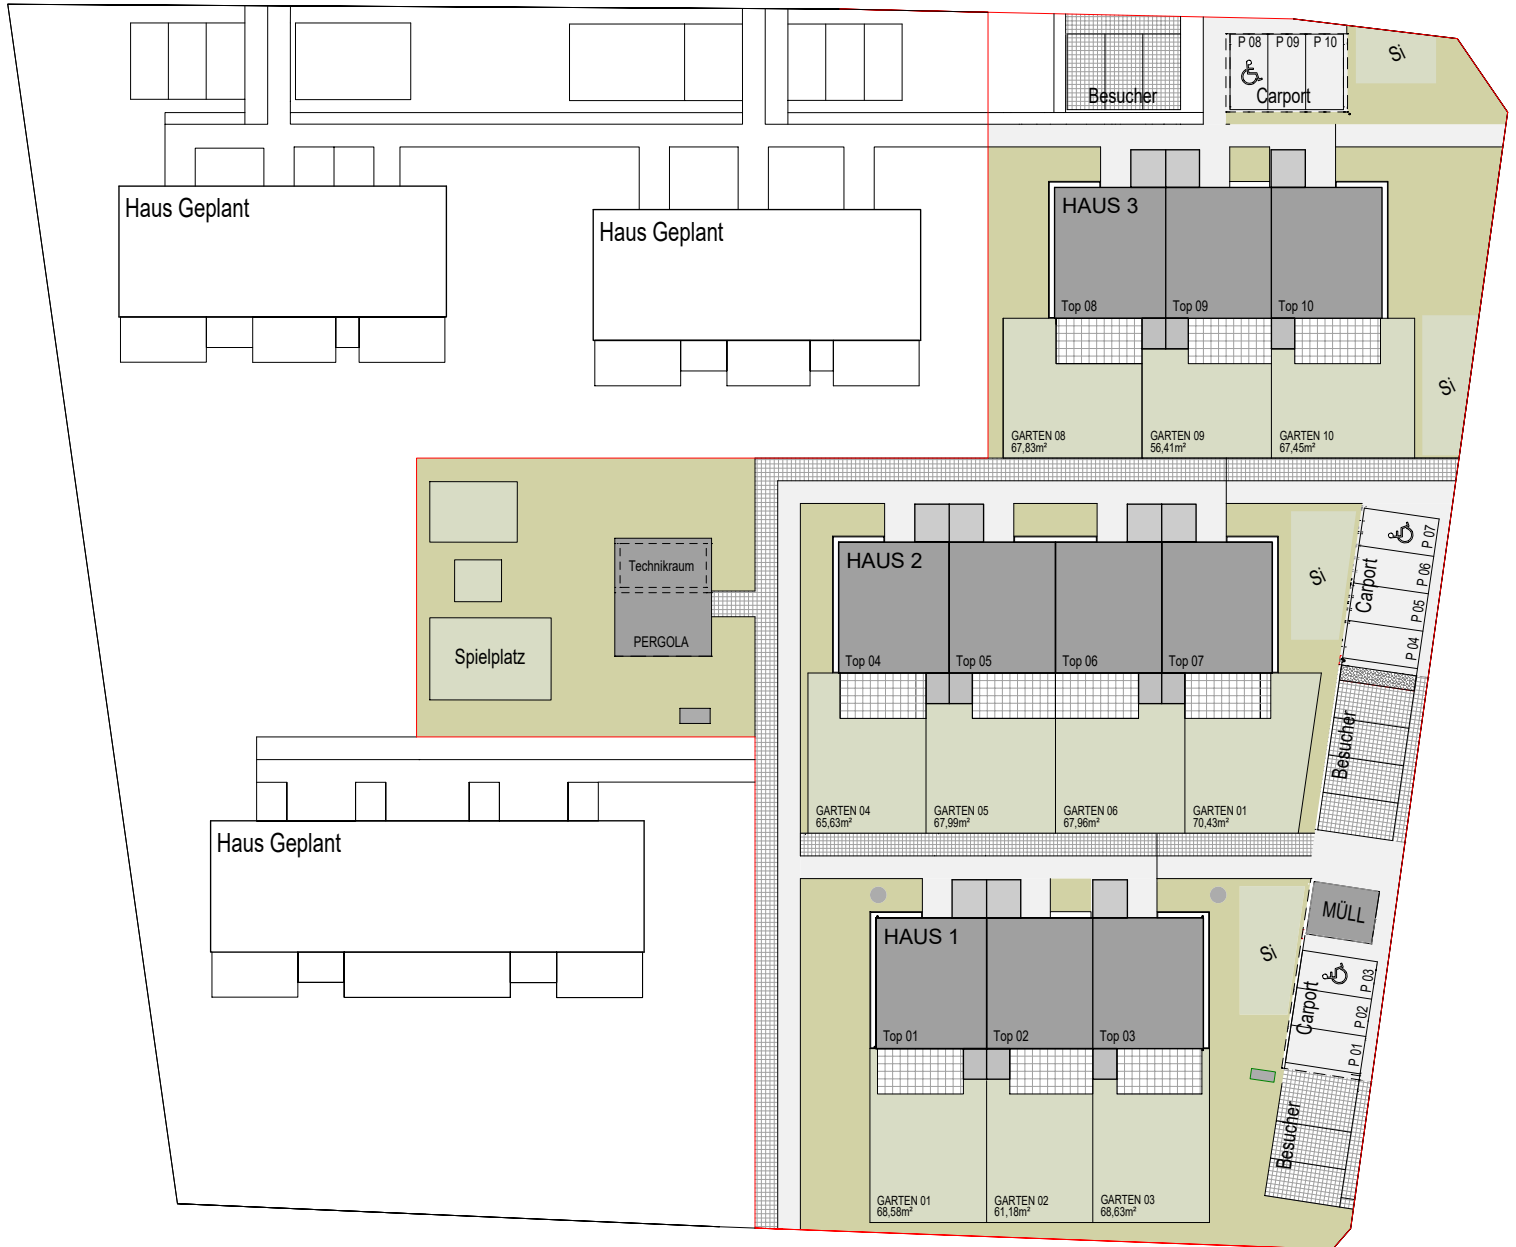 P 08
P 09
P 10
Si
Besucher
Carport
Haus Geplant
Haus Geplant
HAUS 3
Top 08
Top 09
Top 10
Si
GARTEN 08
67,83m²
GARTEN 09
56,41m²
GARTEN 10
67,45m²
Technikraum
PERGOLA
Spielplatz
HAUS 2
Top 04
Top 05
Top 06
Top 07
Si
Carport
P 07
P 06
P 05
P 04
Besucher
GARTEN 04
65,63m²
GARTEN 05
67,99m²
GARTEN 06
67,96m²
GARTEN 01
70,43m²
Haus Geplant
HAUS 1
Top 01
Top 02
Top 03
Si
MÜLL
Carport
P 03
P 02
P 01
Besucher
GARTEN 01
68,58m²
GARTEN 02
61,18m²
GARTEN 03
68,63m²